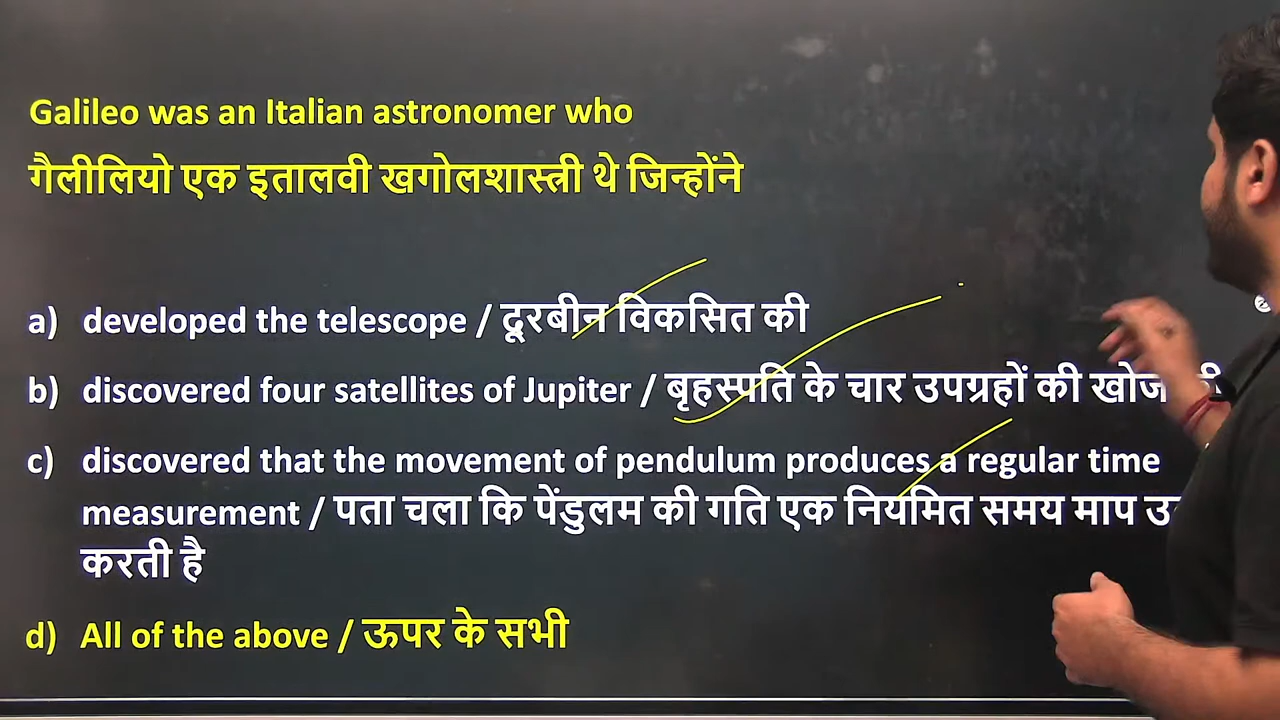 Galileo was an Italian astronomer who
गैलीलियो एक इतालवी खगोलशास्त्री थे जिन्होंने
a) developed the telescope / दूरबीन विकसित की
b) discovered four satellites of Jupiter / बृहस्पति के चार उपग्रहों की खोज
c) discovered that the movement of pendulum produces a regular time
measurement / पता चला कि पेंडुलम की गति एक नियमित समय माप
करती है
d) All of the above / ऊपर के सभी